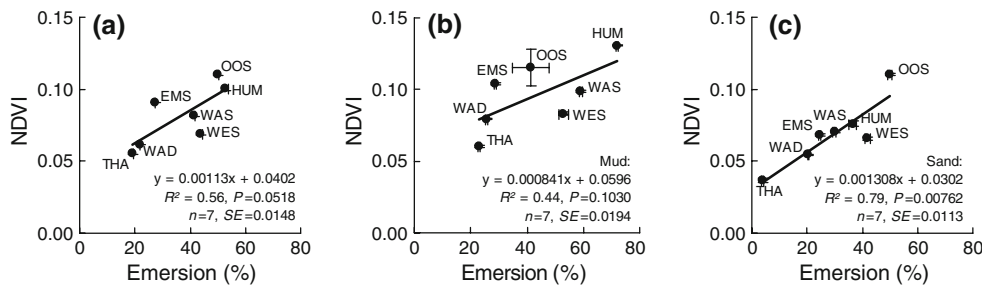 (a)
NDVI
0.15
0.10
0.05
0.00
OOS
HUM
EMS
WAS
WES
WAD
THA
y = 0.00113x + 0.0402
R² = 0.56, P=0.0518
n=7, SE=0.0148
0 20 40 60 80
Emersion (%)
(b)
NDVI
0.15
0.10
0.05
0.00
HUM
OOS
EMS
WAS
WAD
WES
THA
Mud:
y = 0.000841x + 0.0596
R² = 0.44, P=0.1030
n=7, SE=0.0194
0 20 40 60 80
Emersion (%)
(c)
NDVI
0.15
0.10
0.05
0.00
OOS
WAS
HUM
EMS
WES
WAD
THA
Sand:
y = 0.001308x + 0.0302
R² = 0.79, P=0.00762
n=7, SE=0.0113
0 20 40 60 80
Emersion (%)